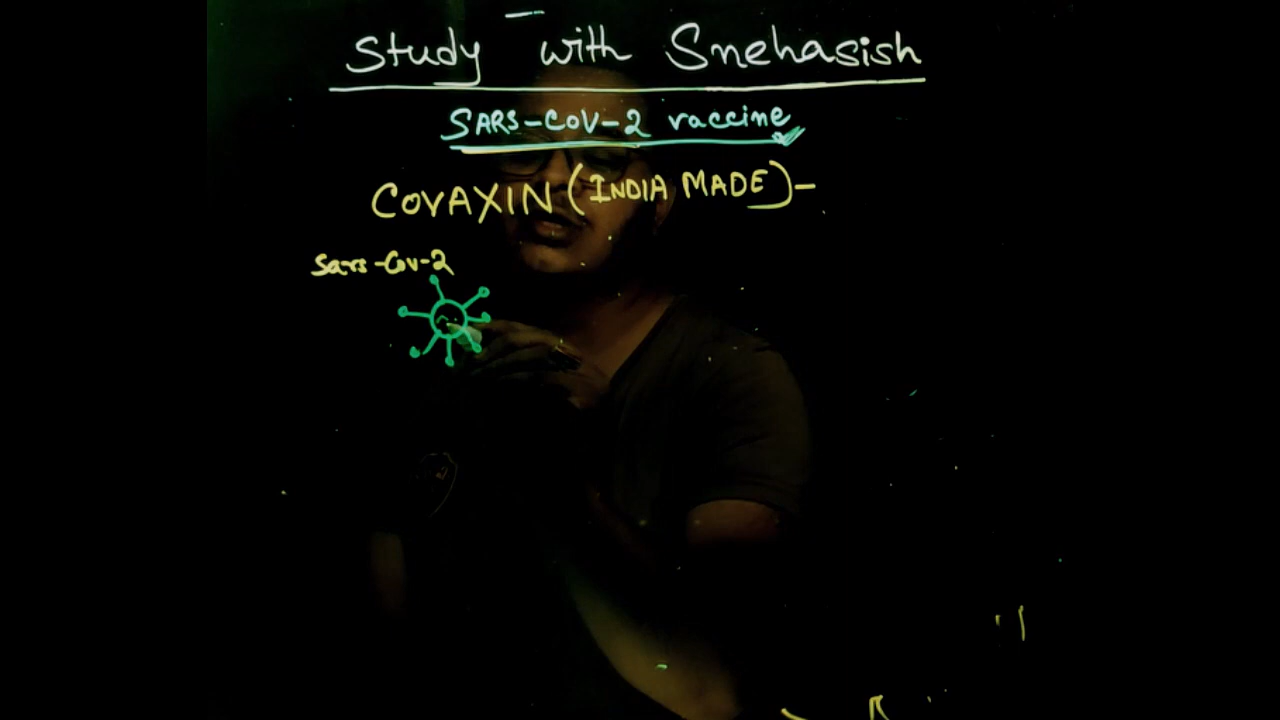 Study with Snehasish
SARS-CoV-2 vaccine
COVAXIN (INDIA MADE)-
Sars-Cov-2